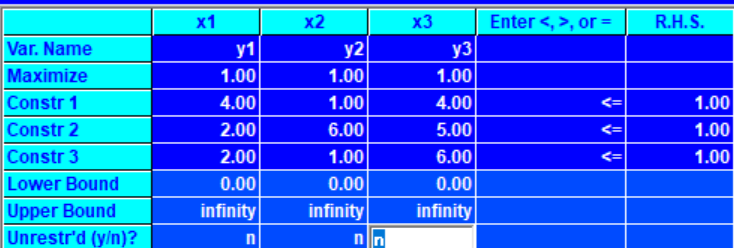 x1 x2 x3 Enter <, >, or = R.H.S.
Var. Name y1 y2 y3
Maximize 1.00 1.00 1.00
Constr 1 4.00 1.00 4.00 <= 1.00
Constr 2 2.00 6.00 5.00 <= 1.00
Constr 3 2.00 1.00 6.00 <= 1.00
Lower Bound 0.00 0.00 0.00
Upper Bound infinity infinity infinity
Unrestr'd (y/n)? n n n